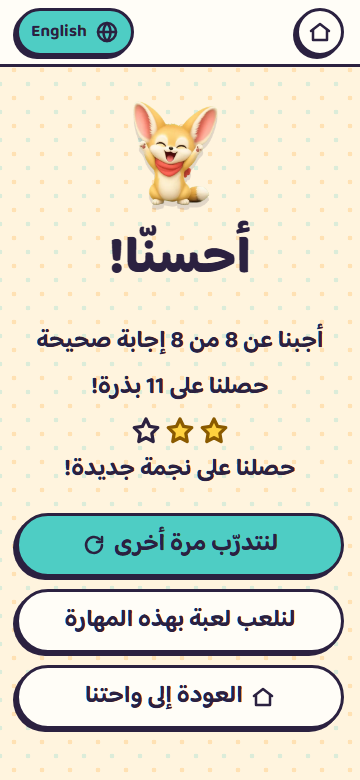 English
أحسنّا!
أجبنا عن 8 من 8 إجابة صحيحة
حصلنا على 11 بذرة!
حصلنا على نجمة جديدة!
لنتدرّب مرة أخرى
لنلعب لعبة بهذه المهارة
العودة إلى واحتنا